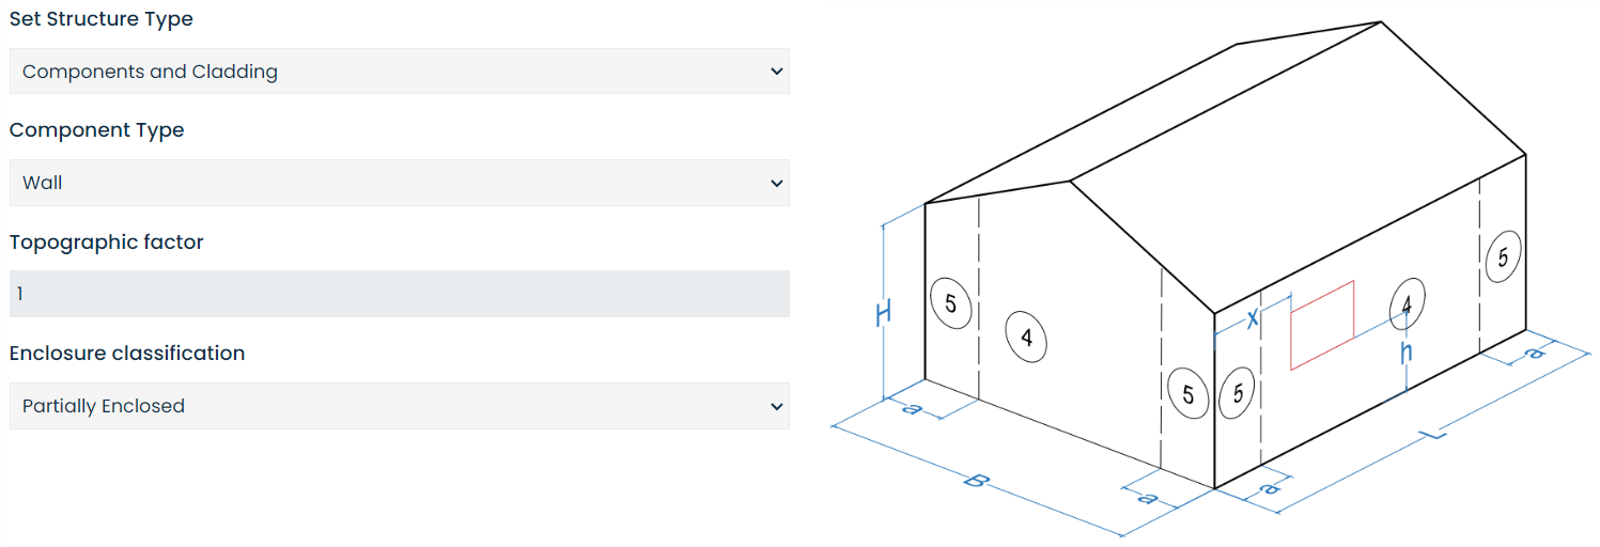 Set Structure Type
Components and Cladding
Component Type
Wall
Topographic factor
1
Enclosure classification
Partially Enclosed
H
5
4
5
5
x
4
h
5
a
a
a
a
B
L